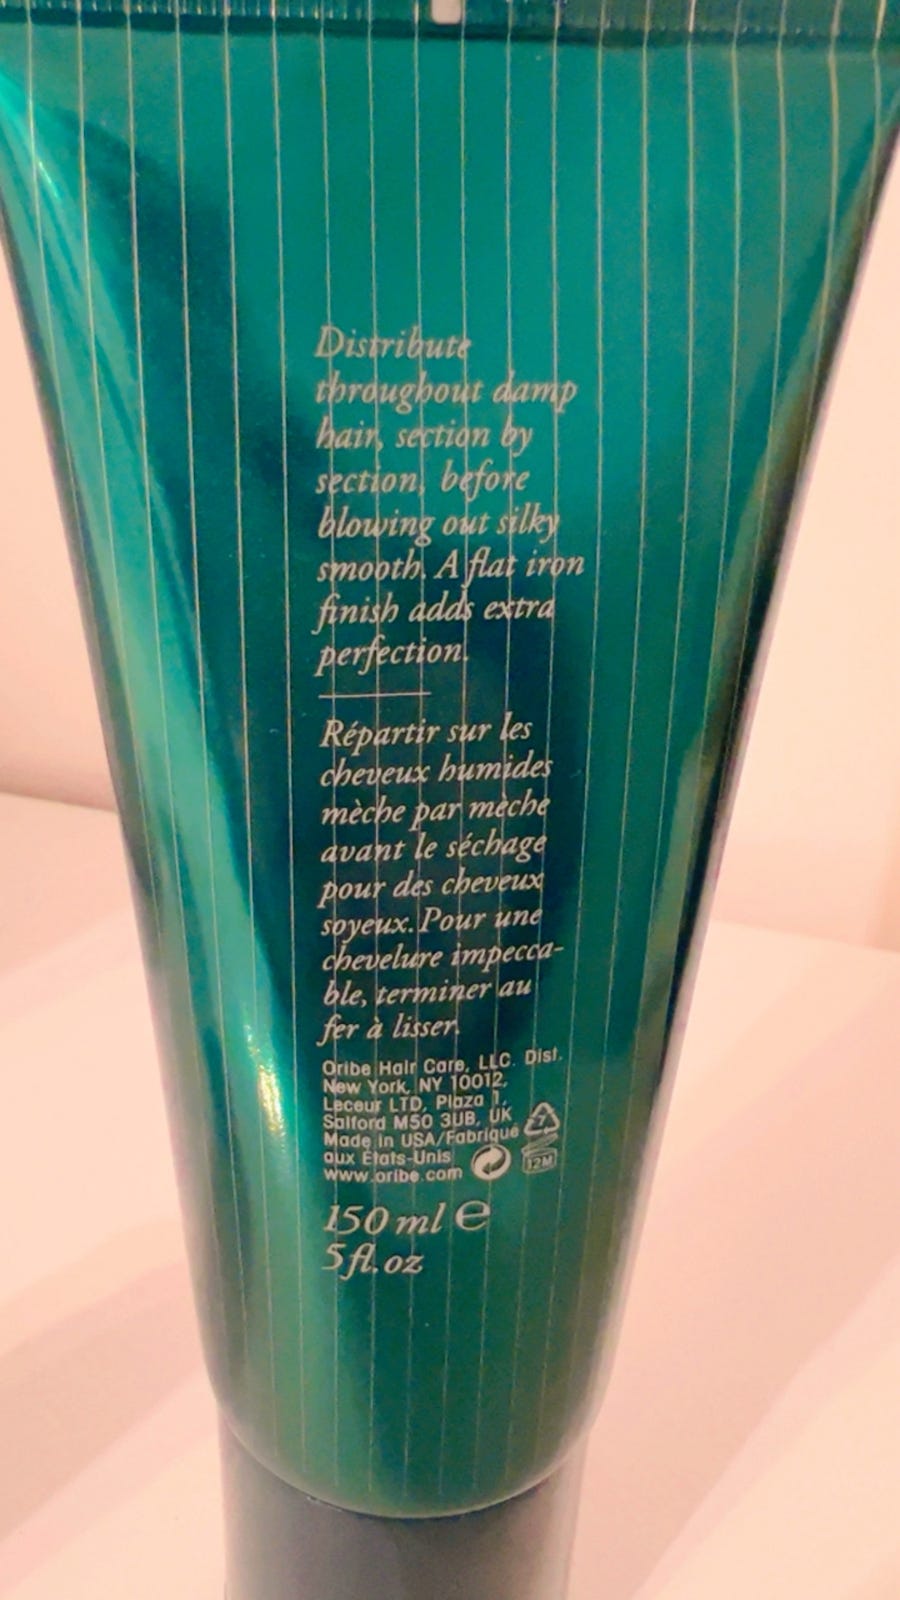 Distribute
throughout damp
hair, section by
section, before
blowing out silky
smooth. A flat iron
finish adds extra
perfection.
Répartir sur les
cheveux humides
mèche par mèche
avant le séchage
pour des cheveux
soyeux. Pour une
chevelure impecca-
ble, terminer au
fer à lisser.
Oribe Hair Care, LLC. Dist.
New York, NY 10012.
Leceur LTD, Plaza 1,
Salford M50 3UB, UK
Made in USA/Fabriqué
aux États-Unis
www.oribe.com
7
12M
150 ml e
5 fl. oz